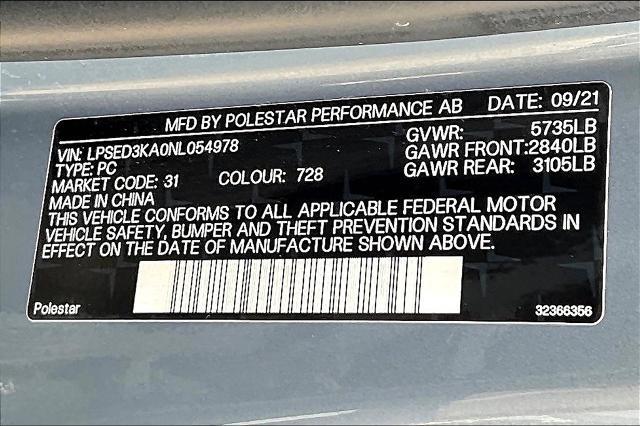 MFD BY POLESTAR PERFORMANCE AB DATE: 09/21
VIN: LPSED3KA0NL054978 GVWR: 5735LB
TYPE: PC GAWR FRONT:2840LB
MARKET CODE: 31 COLOUR: 728 GAWR REAR: 3105LB
MADE IN CHINA
THIS VEHICLE CONFORMS TO ALL APPLICABLE FEDERAL MOTOR
VEHICLE SAFETY, BUMPER AND THEFT PREVENTION STANDARDS IN
EFFECT ON THE DATE OF MANUFACTURE SHOWN ABOVE.
Polestar 32366356